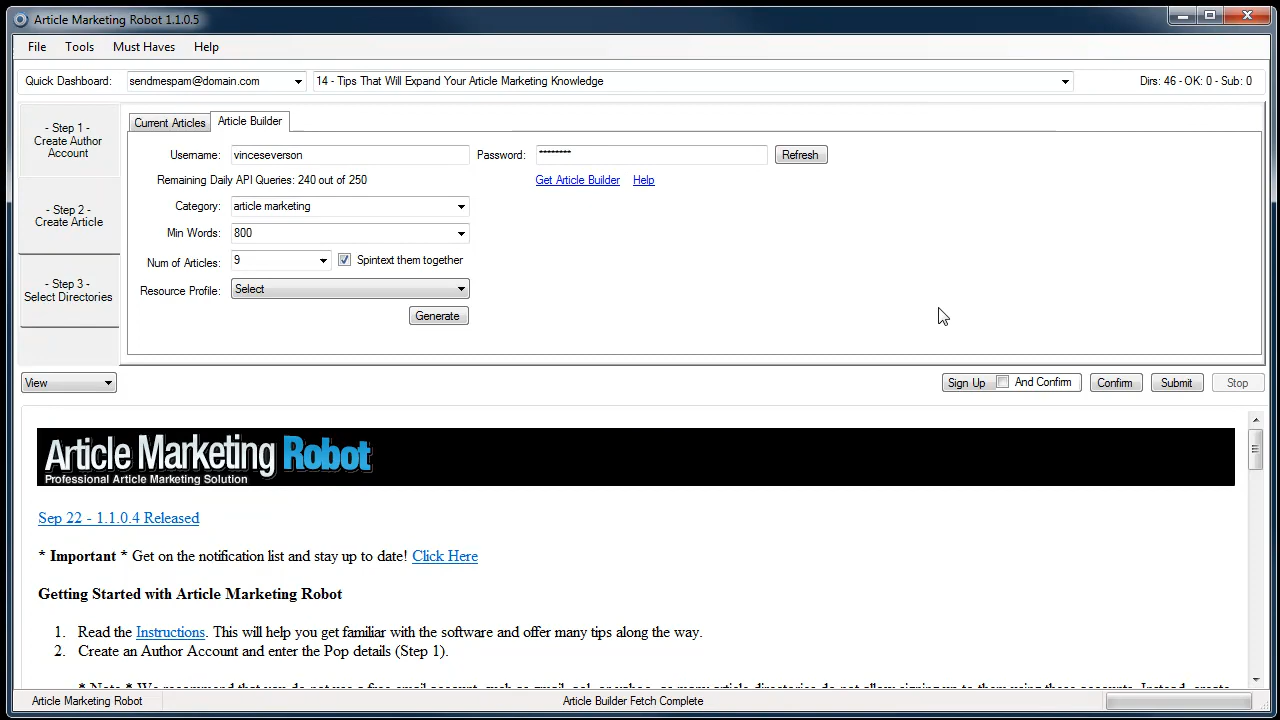 Article Marketing Robot 1.1.0.5
File Tools Must Haves Help
Quick Dashboard: sendmespam@domain.com 14 - Tips That Will Expand Your Article Marketing Knowledge Dirs: 46 - OK: 0 - Sub: 0
- Step 1 -
Create Author
Account
- Step 2 -
Create Article
- Step 3 -
Select Directories
Current Articles Article Builder
Username: vinceseverson Password: ******** Refresh
Remaining Daily API Queries: 240 out of 250 Get Article Builder Help
Category: article marketing
Min Words: 800
Num of Articles: 9 Spintext them together
Resource Profile: Select
Generate
View Sign Up And Confirm Confirm Submit Stop
Article Marketing Robot
Professional Article Marketing Solution
Sep 22 - 1.1.0.4 Released
* Important * Get on the notification list and stay up to date! Click Here
Getting Started with Article Marketing Robot
1. Read the Instructions. This will help you get familiar with the software and offer many tips along the way.
2. Create an Author Account and enter the Pop details (Step 1).
Article Marketing Robot Article Builder Fetch Complete